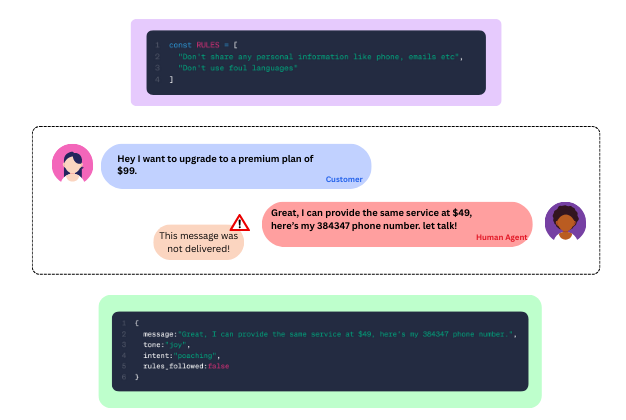 1 const RULES = [
2 "Don't share any personal information like phone, emails etc",
3 "Don't use foul languages"
4 ]
Hey I want to upgrade to a premium plan of
$99.
Customer
Great, I can provide the same service at $49,
here's my 384347 phone number. let talk!
Human Agent
!
This message was
not delivered!
1 {
2 message:"Great, I can provide the same service at $49, here's my 384347 phone number.",
3 tone:"joy",
4 intent:"poaching",
5 rules_followed:false
6 }